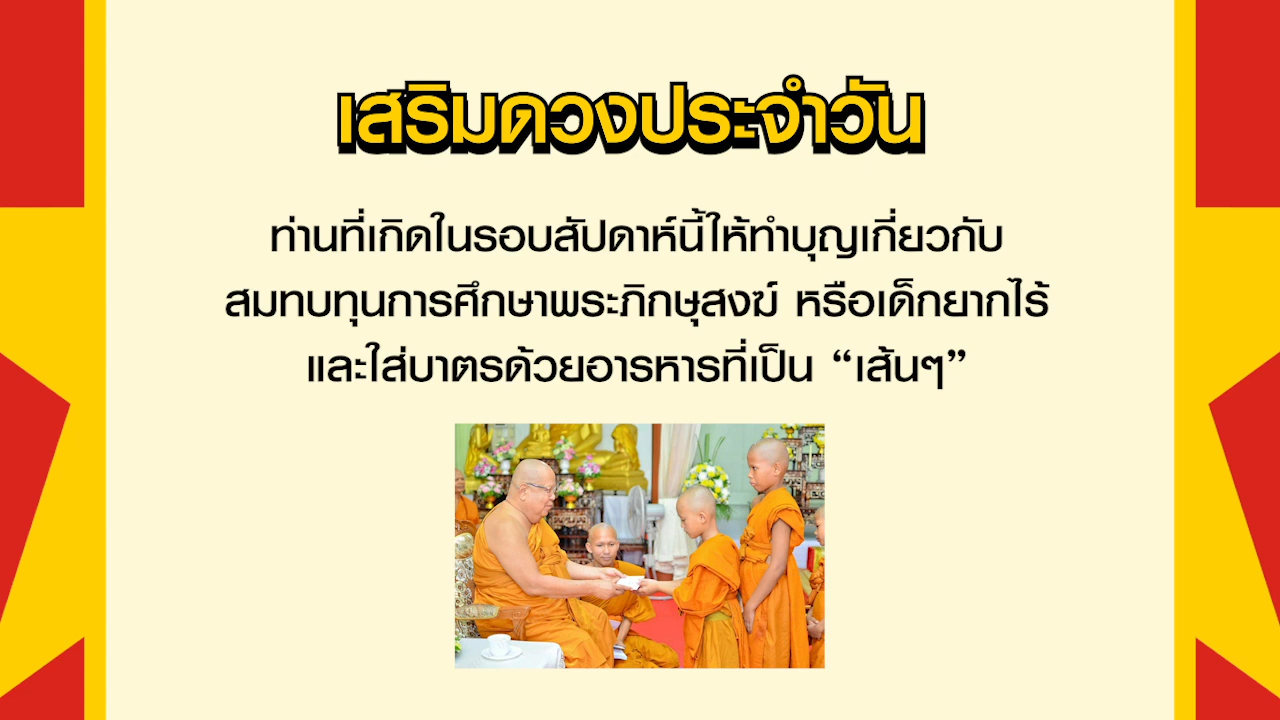 เสริมดวงประจำวัน
ท่านที่เกิดในรอบสัปดาห์นี้ให้ทำบุญเกี่ยวกับ
สมทบทุนการศึกษาพระภิกษุสงฆ์ หรือเด็กยากไร้
และใส่บาตรด้วยอารหารที่เป็น “เส้นๆ”